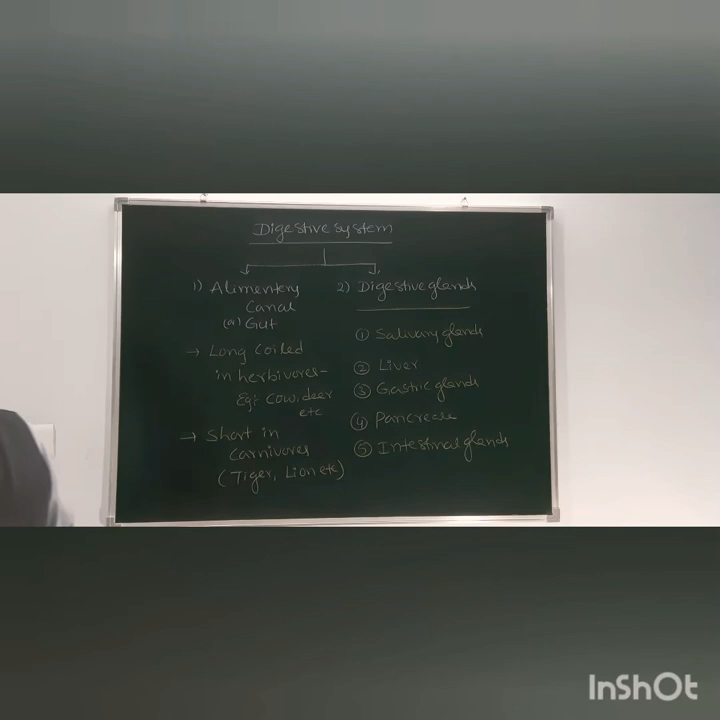 Digestive system
1) Alimentery
Canal
(or) Gut
→ Long coiled
in herbivores-
Eg:- Cow, deer
etc
→ Short in
carnivores
(Tiger, Lion etc)
2) Digestive glands
① Salivary glands
② Liver
③ Gastric glands
④ Pancrease
⑤ Intestinal glands
InShOt